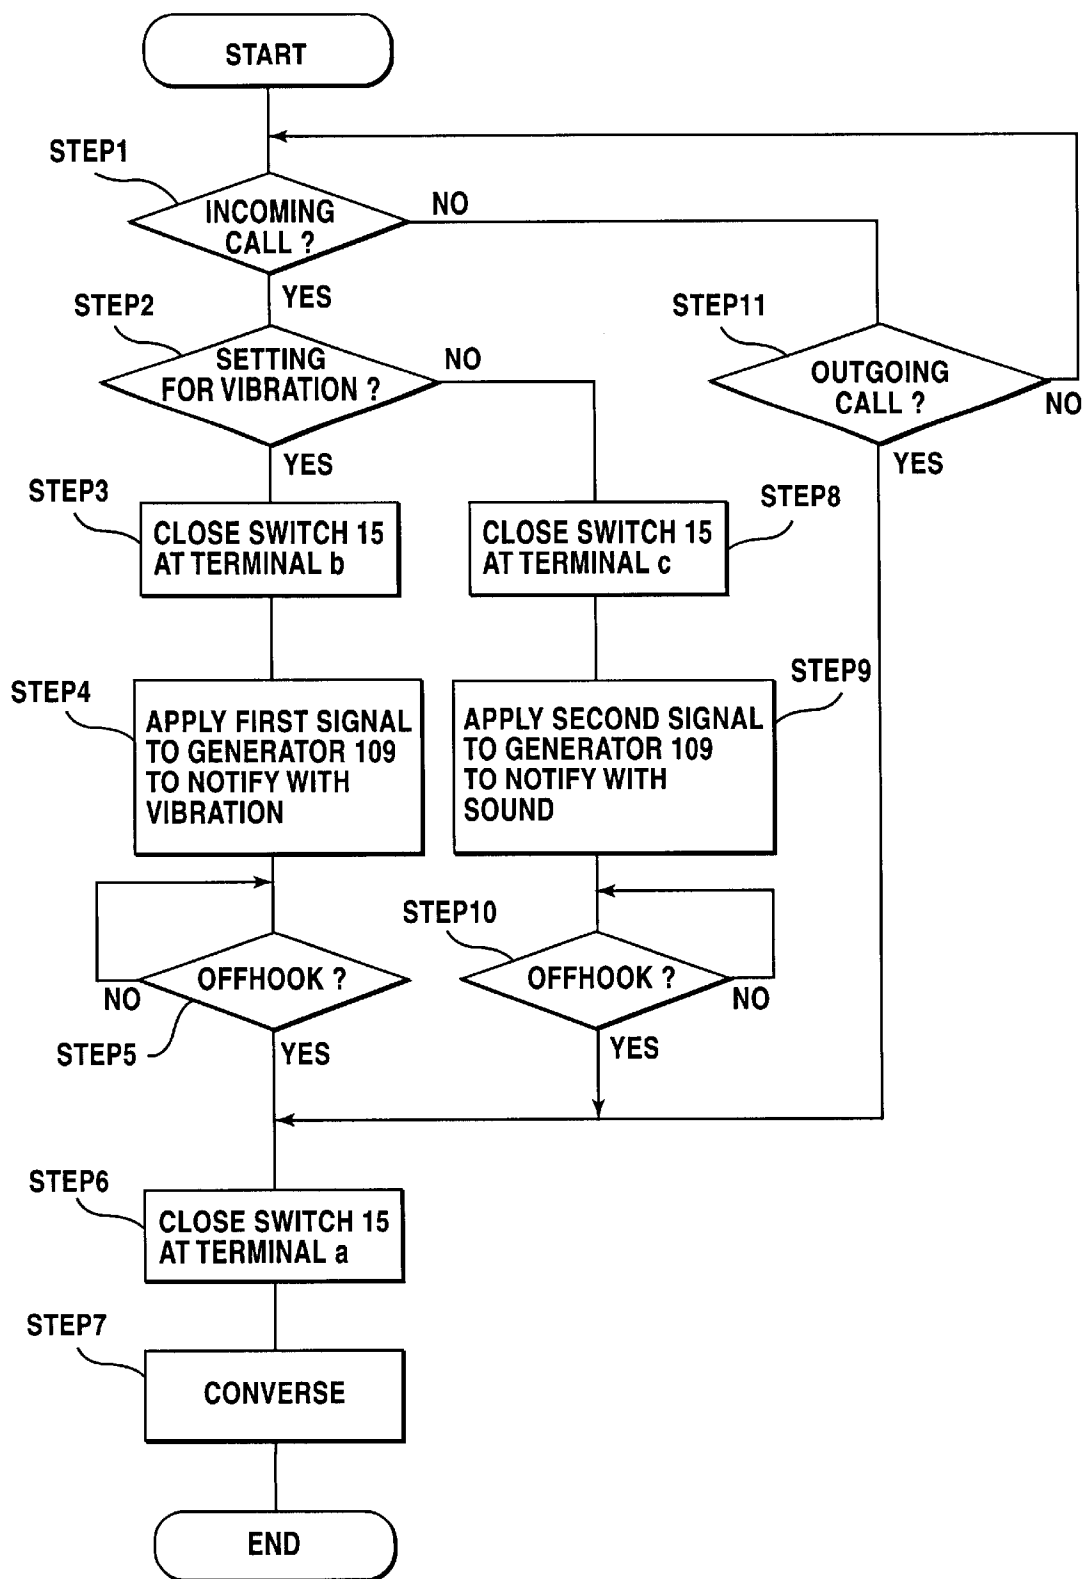 START
STEP1
INCOMING
CALL ?
NO
YES
STEP2
SETTING
FOR VIBRATION ?
NO
STEP11
OUTGOING
CALL ?
NO
YES
YES
STEP3
CLOSE SWITCH 15
AT TERMINAL b
STEP8
CLOSE SWITCH 15
AT TERMINAL c
STEP4
APPLY FIRST SIGNAL
TO GENERATOR 109
TO NOTIFY WITH
VIBRATION
STEP9
APPLY SECOND SIGNAL
TO GENERATOR 109
TO NOTIFY WITH
SOUND
STEP10
OFFHOOK ?
NO
YES
STEP5
OFFHOOK ?
NO
YES
STEP6
CLOSE SWITCH 15
AT TERMINAL a
STEP7
CONVERSE
END